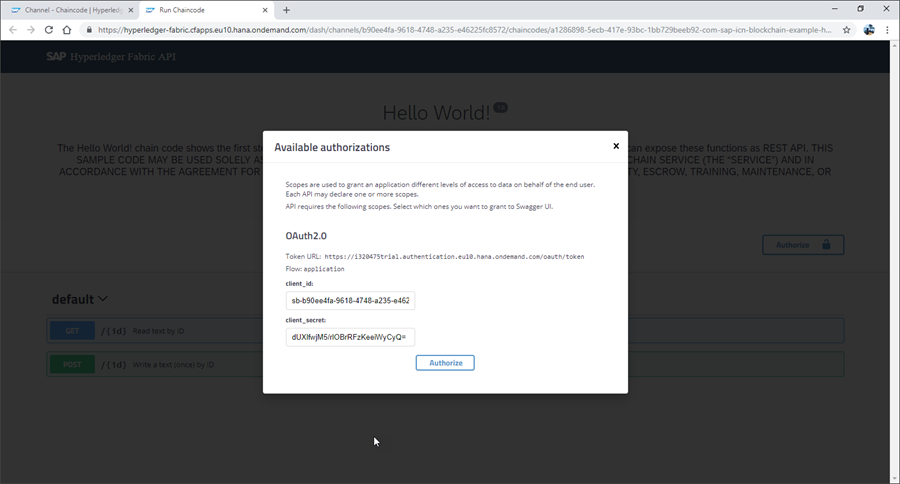 Channel - Chaincode | Hyperledg
Run Chaincode
https://hyperledger-fabric.cfapps.eu10.hana.ondemand.com/dash/channels/b90ee4fa-9618-4748-a235-e46225fc8572/chaincodes/a1286898-5ecb-417e-93bc-1bb729beeb92-com-sap-icn-blockchain-example-h...
SAP Hyperledger Fabric API
Hello World!
The Hello World! chain code shows the first ste can expose these functions as REST API. THIS
SAMPLE CODE MAY BE USED SOLELY AS CHAIN SERVICE (THE "SERVICE") AND IN
ACCORDANCE WITH THE AGREEMENT FOR TY, ESCROW, TRAINING, MAINTENANCE, OR
Available authorizations
Scopes are used to grant an application different levels of access to data on behalf of the end user.
Each API may declare one or more scopes.
API requires the following scopes. Select which ones you want to grant to Swagger UI.
OAuth2.0
Token URL: https://i320475trial.authentication.eu10.hana.ondemand.com/oauth/token
Flow: application
client_id:
sb-b90ee4fa-9618-4748-a235-e462
client_secret:
Authorize
Authorize
default
GET /{id} Read text by ID
POST /{id} Write a text (once) by ID